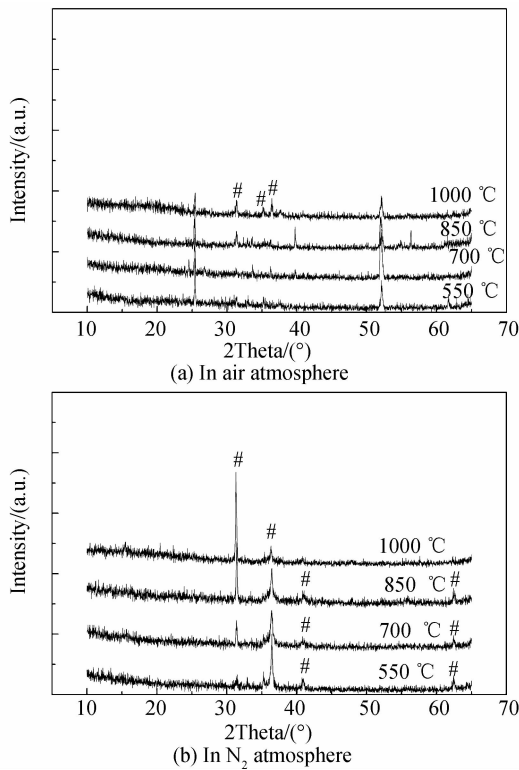 Intensity/(a.u.)
# # #
1000 ℃
850 ℃
700 ℃
550 ℃
10 20 30 40 50 60 70
2Theta/(°)
(a) In air atmosphere
Intensity/(a.u.)
#
#
1000 ℃
# 850 ℃ #
# 700 ℃ #
# 550 ℃ #
10 20 30 40 50 60 70
2Theta/(°)
(b) In N₂ atmosphere